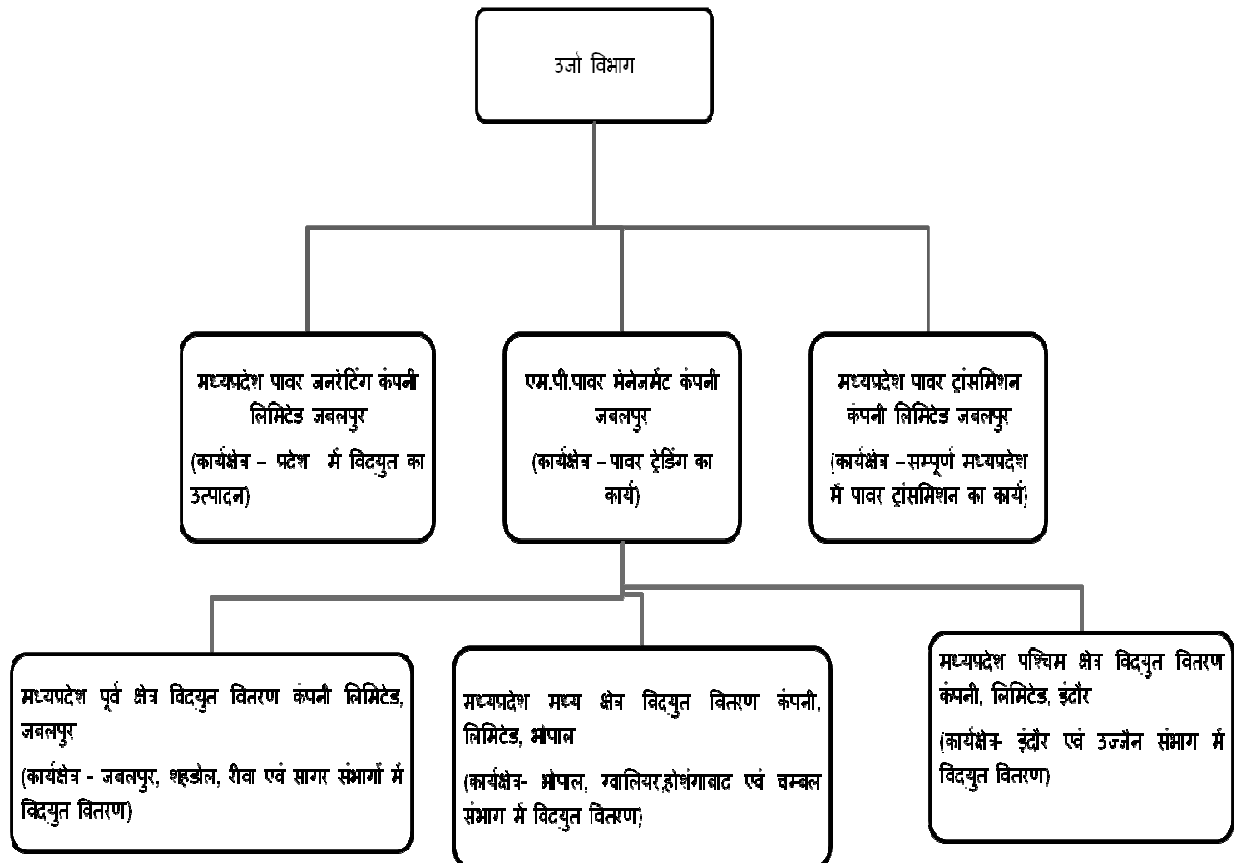 उर्जा विभाग
मध्यप्रदेश पावर जनरेटिंग कंपनी
लिमिटेड जबलपुर
(कार्यक्षेत्र – प्रदेश में विद्युत का
उत्पादन)
एम.पी.पावर मेनेजमेंट कंपनी
जबलपुर
(कार्यक्षेत्र – पावर ट्रेडिंग का
कार्य)
मध्यप्रदेश पावर ट्रांसमिशन
कंपनी लिमिटेड जबलपुर
(कार्यक्षेत्र –सम्पूर्ण मध्यप्रदेश
में पावर ट्रांसमिशन का कार्य)
मध्यप्रदेश पूर्व क्षेत्र विद्युत वितरण कंपनी लिमिटेड,
जबलपुर
(कार्यक्षेत्र - जबलपुर, शहडोल, रीवा एवं सागर संभागों में
विद्युत वितरण)
मध्यप्रदेश मध्य क्षेत्र विद्युत वितरण कंपनी,
लिमिटेड, भोपाल
(कार्यक्षेत्र- भोपाल, ग्वालियर,होशंगाबाद एवं चम्बल
संभाग में विद्युत वितरण)
मध्यप्रदेश पश्चिम क्षेत्र विद्युत वितरण
कंपनी, लिमिटेड, इंदौर
(कार्यक्षेत्र- इंदौर एवं उज्जैन संभाग में
विद्युत वितरण)